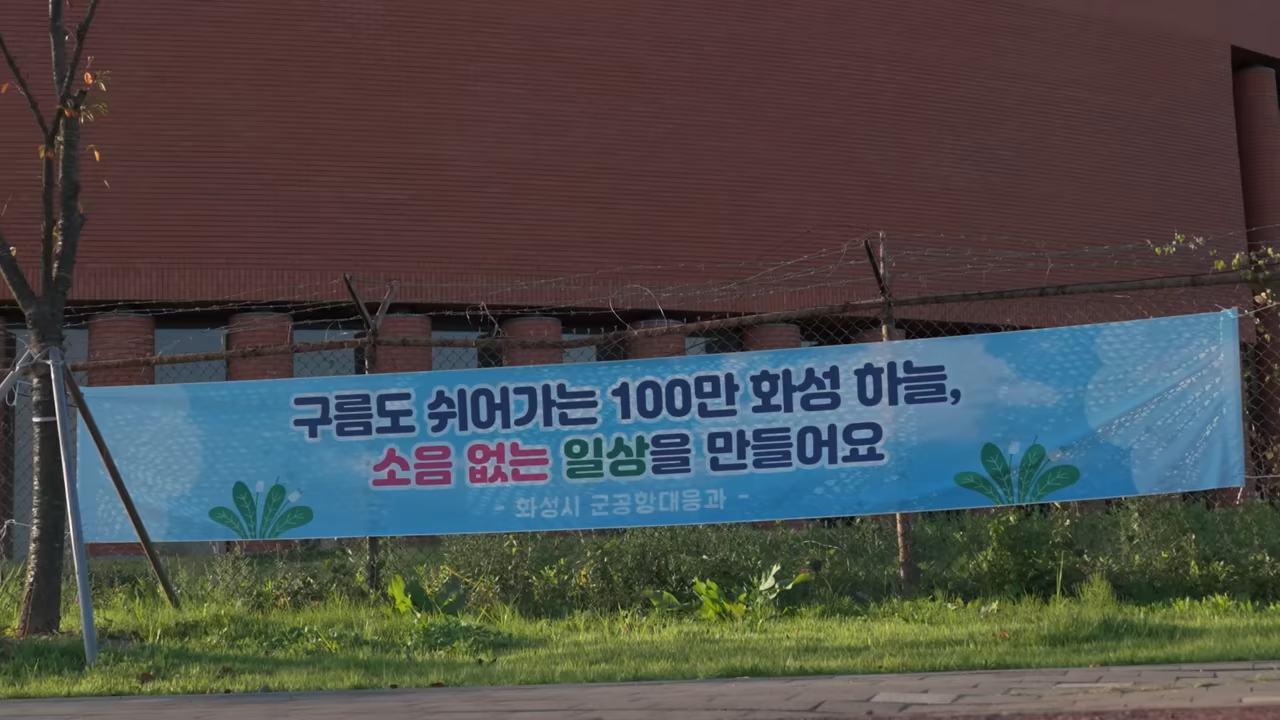 구름도 쉬어가는 100만 화성 하늘,
소음 없는 일상을 만들어요
- 화성시 군공항대응과 -